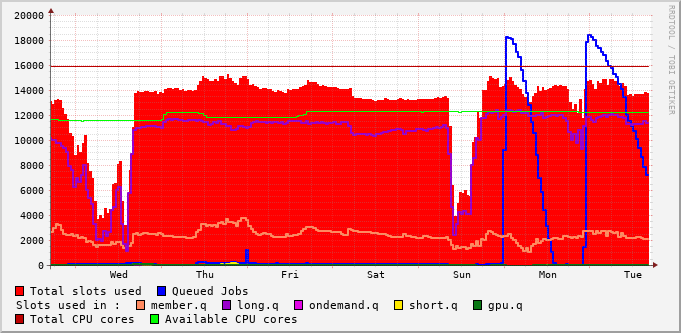 20000
18000
16000
14000
12000
10000
8000
6000
4000
2000
0
Wed Thu Fri Sat Sun Mon Tue
Total slots used Queued Jobs
Slots used in : member.q long.q ondemand.q short.q gpu.q
Total CPU cores Available CPU cores
RRDTOOL / TOBI OETIKER